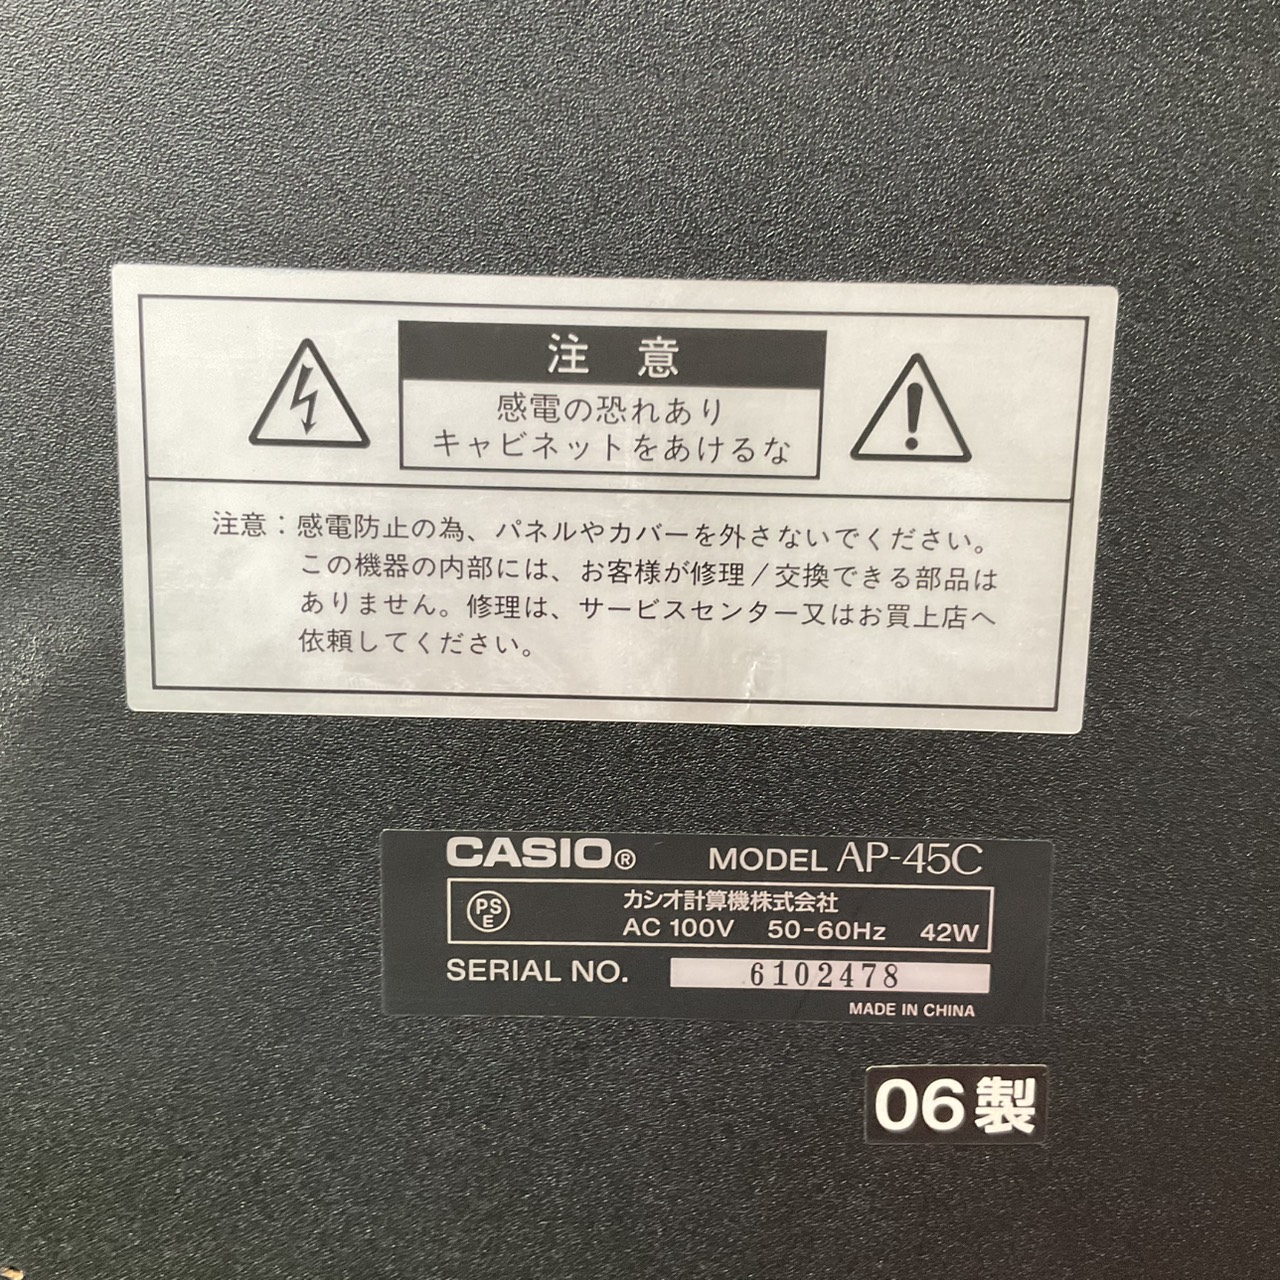 注 意
感電の恐れあり
キャビネットをあけるな
注意：感電防止の為、パネルやカバーを外さないでください。
この機器の内部には、お客様が修理／交換できる部品は
ありません。修理は、サービスセンター又はお買上店へ
依頼してください。
CASIO® MODEL AP-45C
PS
E
カシオ計算機株式会社
AC 100V 50-60Hz 42W
SERIAL NO. 6102478
MADE IN CHINA
06製